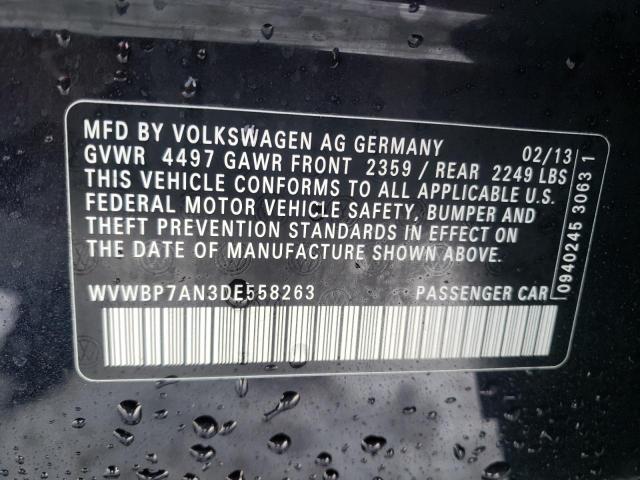 MFD BY VOLKSWAGEN AG GERMANY 02/13
GVWR 4497 GAWR FRONT 2359 / REAR 2249 LBS
THIS VEHICLE CONFORMS TO ALL APPLICABLE U.S.
FEDERAL MOTOR VEHICLE SAFETY, BUMPER AND
THEFT PREVENTION STANDARDS IN EFFECT ON
THE DATE OF MANUFACTURE SHOWN ABOVE.
WVWBP7AN3DE558263 PASSENGER CAR
0940245 3063 1